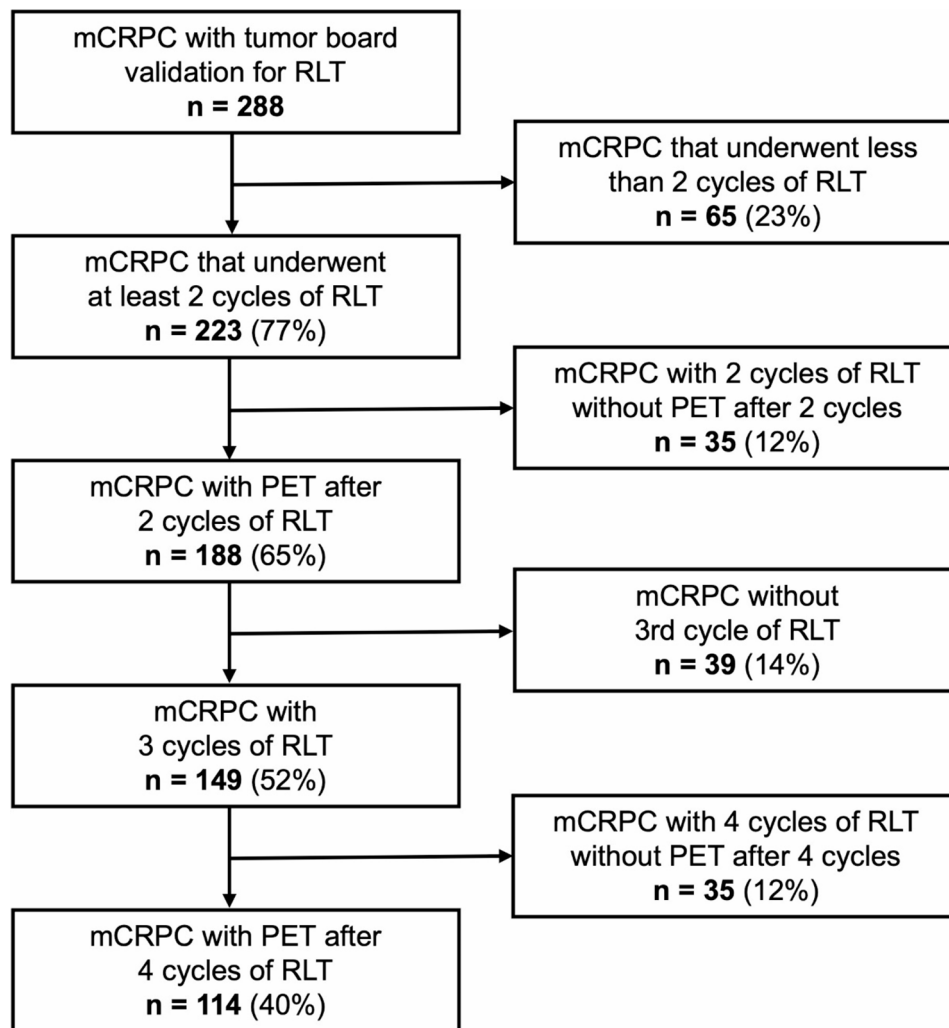 mCRPC with tumor board
validation for RLT
n = 288
mCRPC that underwent less
than 2 cycles of RLT
n = 65 (23%)
mCRPC that underwent
at least 2 cycles of RLT
n = 223 (77%)
mCRPC with 2 cycles of RLT
without PET after 2 cycles
n = 35 (12%)
mCRPC with PET after
2 cycles of RLT
n = 188 (65%)
mCRPC without
3rd cycle of RLT
n = 39 (14%)
mCRPC with
3 cycles of RLT
n = 149 (52%)
mCRPC with 4 cycles of RLT
without PET after 4 cycles
n = 35 (12%)
mCRPC with PET after
4 cycles of RLT
n = 114 (40%)